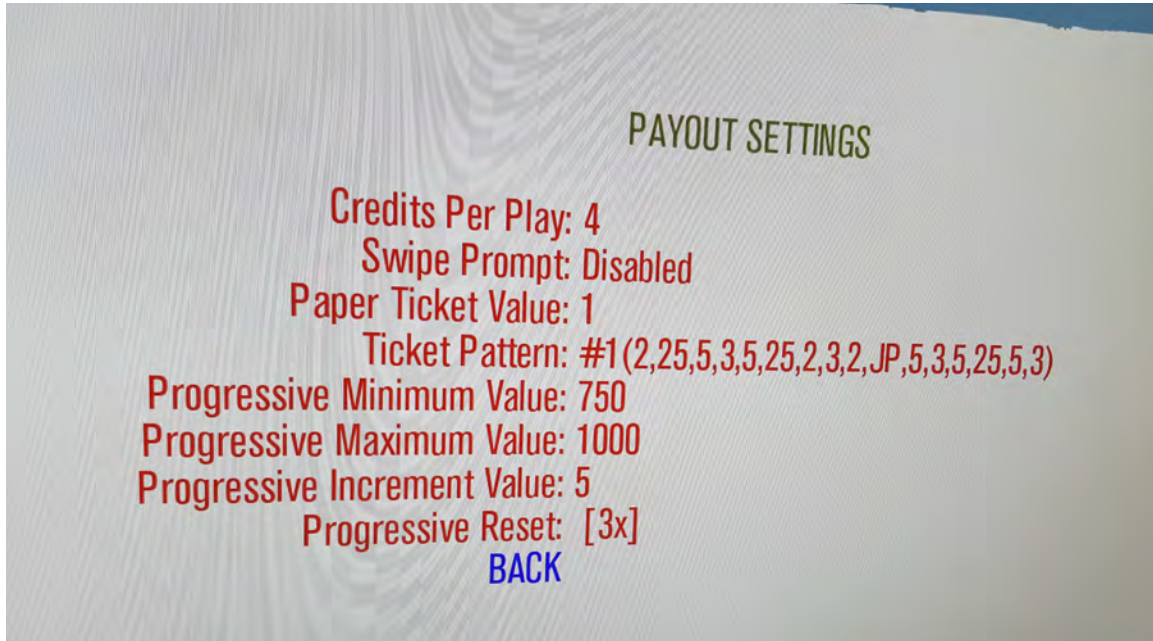 PAYOUT SETTINGS
Credits Per Play: 4
Swipe Prompt: Disabled
Paper Ticket Value: 1
Ticket Pattern: #1(2,25,5,3,5,25,2,3,2,JP,5,3,5,25,5,3)
Progressive Minimum Value: 750
Progressive Maximum Value: 1000
Progressive Increment Value: 5
Progressive Reset: [3x]
BACK